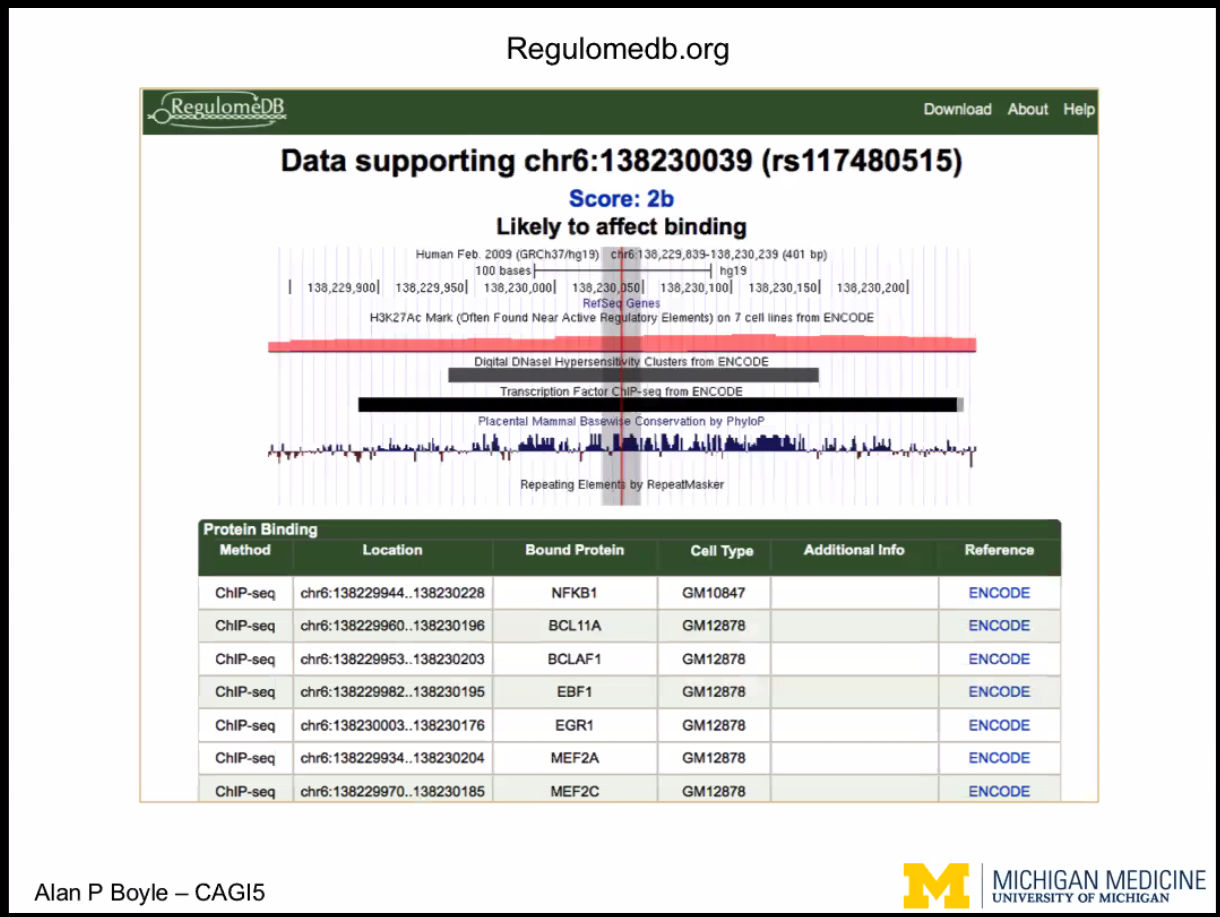 Regulomedb.org
RegulomeDB
Download About Help
Data supporting chr6:138230039 (rs117480515)
Score: 2b
Likely to affect binding
Human Feb. 2009 (GRCh37/hg19) chr6:138,229,839-138,230,239 (401 bp)
100 bases hg19
138,229,900| 138,229,950| 138,230,000| 138,230,050| 138,230,100| 138,230,150| 138,230,200|
RefSeq Genes
H3K27Ac Mark (Often Found Near Active Regulatory Elements) on 7 cell lines from ENCODE
Digital DNaseI Hypersensitivity Clusters from ENCODE
Transcription Factor ChIP-seq from ENCODE
Placental Mammal Basewise Conservation by PhyloP
Repeating Elements by RepeatMasker
Protein Binding
Method Location Bound Protein Cell Type Additional Info Reference
ChIP-seq chr6:138229944..138230228 NFKB1 GM10847 ENCODE
ChIP-seq chr6:138229960..138230196 BCL11A GM12878 ENCODE
ChIP-seq chr6:138229953..138230203 BCLAF1 GM12878 ENCODE
ChIP-seq chr6:138229982..138230195 EBF1 GM12878 ENCODE
ChIP-seq chr6:138230003..138230176 EGR1 GM12878 ENCODE
ChIP-seq chr6:138229934..138230204 MEF2A GM12878 ENCODE
ChIP-seq chr6:138229970..138230185 MEF2C GM12878 ENCODE
Alan P Boyle – CAGI5
M MICHIGAN MEDICINE
UNIVERSITY OF MICHIGAN